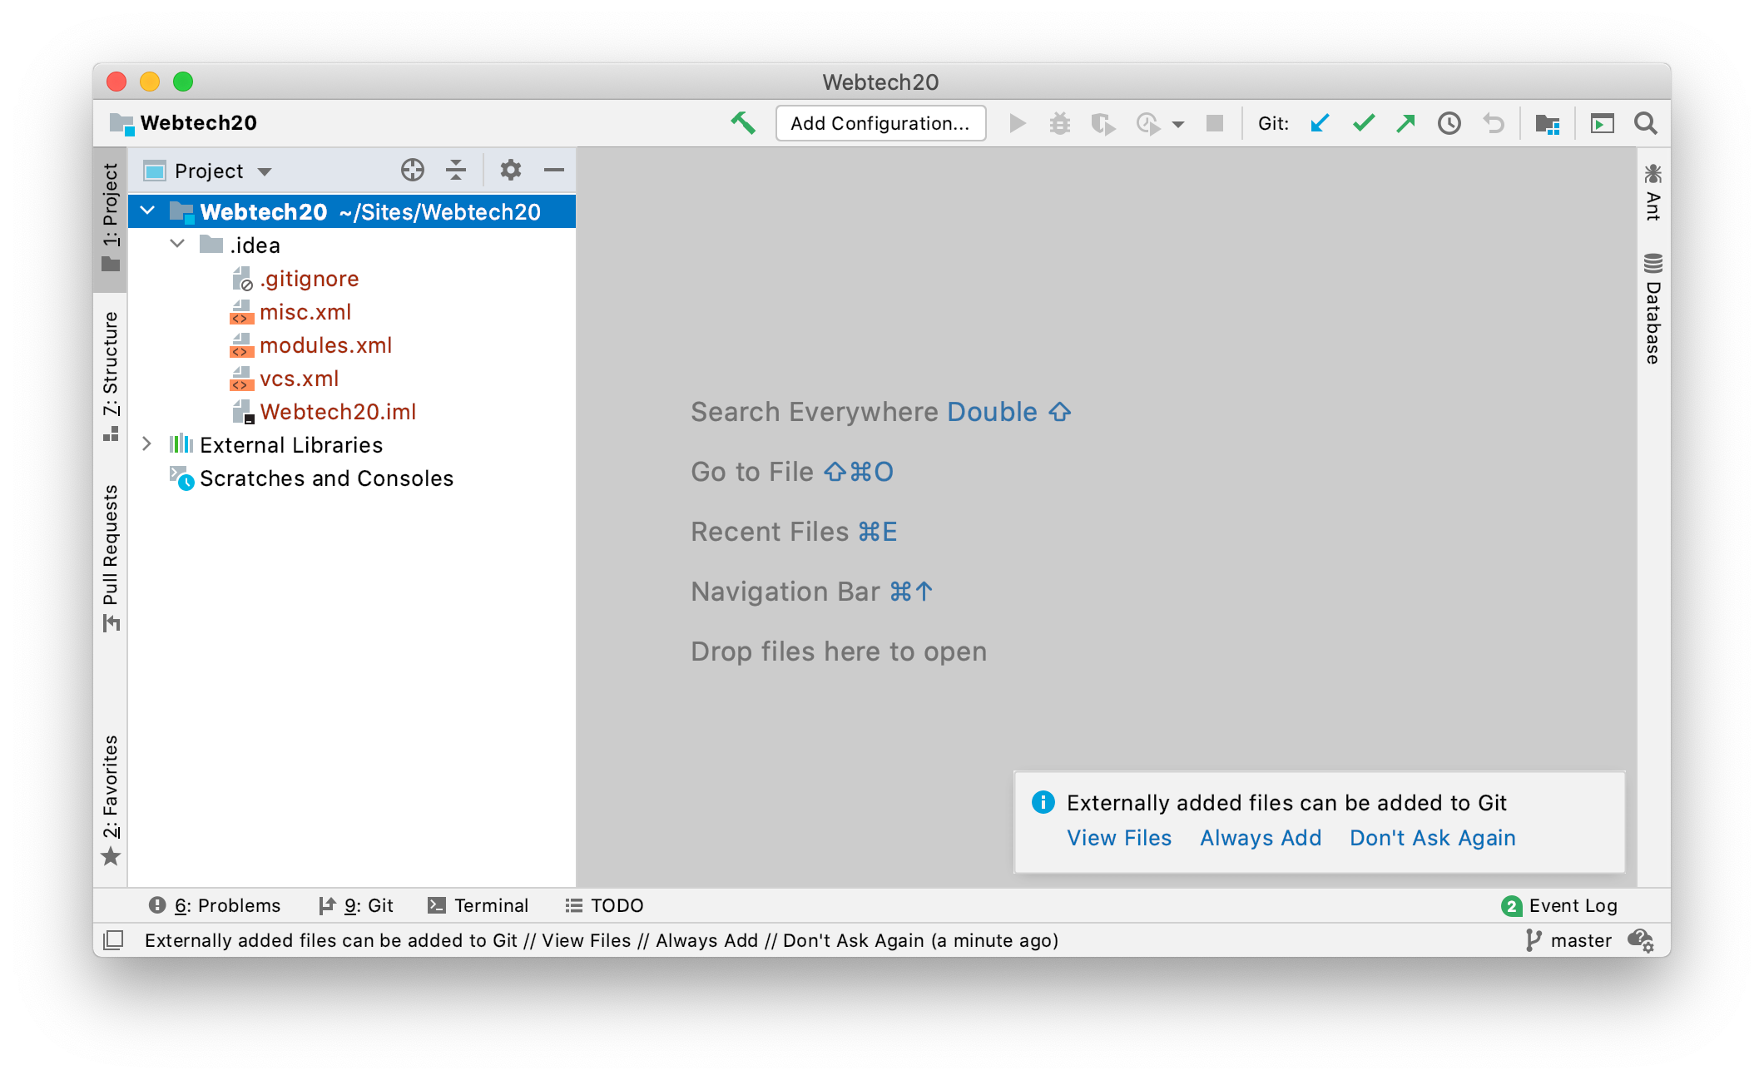 Webtech20
Webtech20
Add Configuration...
Git:
Project
Webtech20 ~/Sites/Webtech20
.idea
.gitignore
misc.xml
modules.xml
vcs.xml
Webtech20.iml
External Libraries
Scratches and Consoles
1: Project
7: Structure
Pull Requests
2: Favorites
Search Everywhere Double ⇧
Go to File ⇧⌘O
Recent Files ⌘E
Navigation Bar ⌘↑
Drop files here to open
Ant
Database
Externally added files can be added to Git
View Files Always Add Don't Ask Again
6: Problems 9: Git Terminal TODO 2 Event Log
Externally added files can be added to Git // View Files // Always Add // Don't Ask Again (a minute ago) master